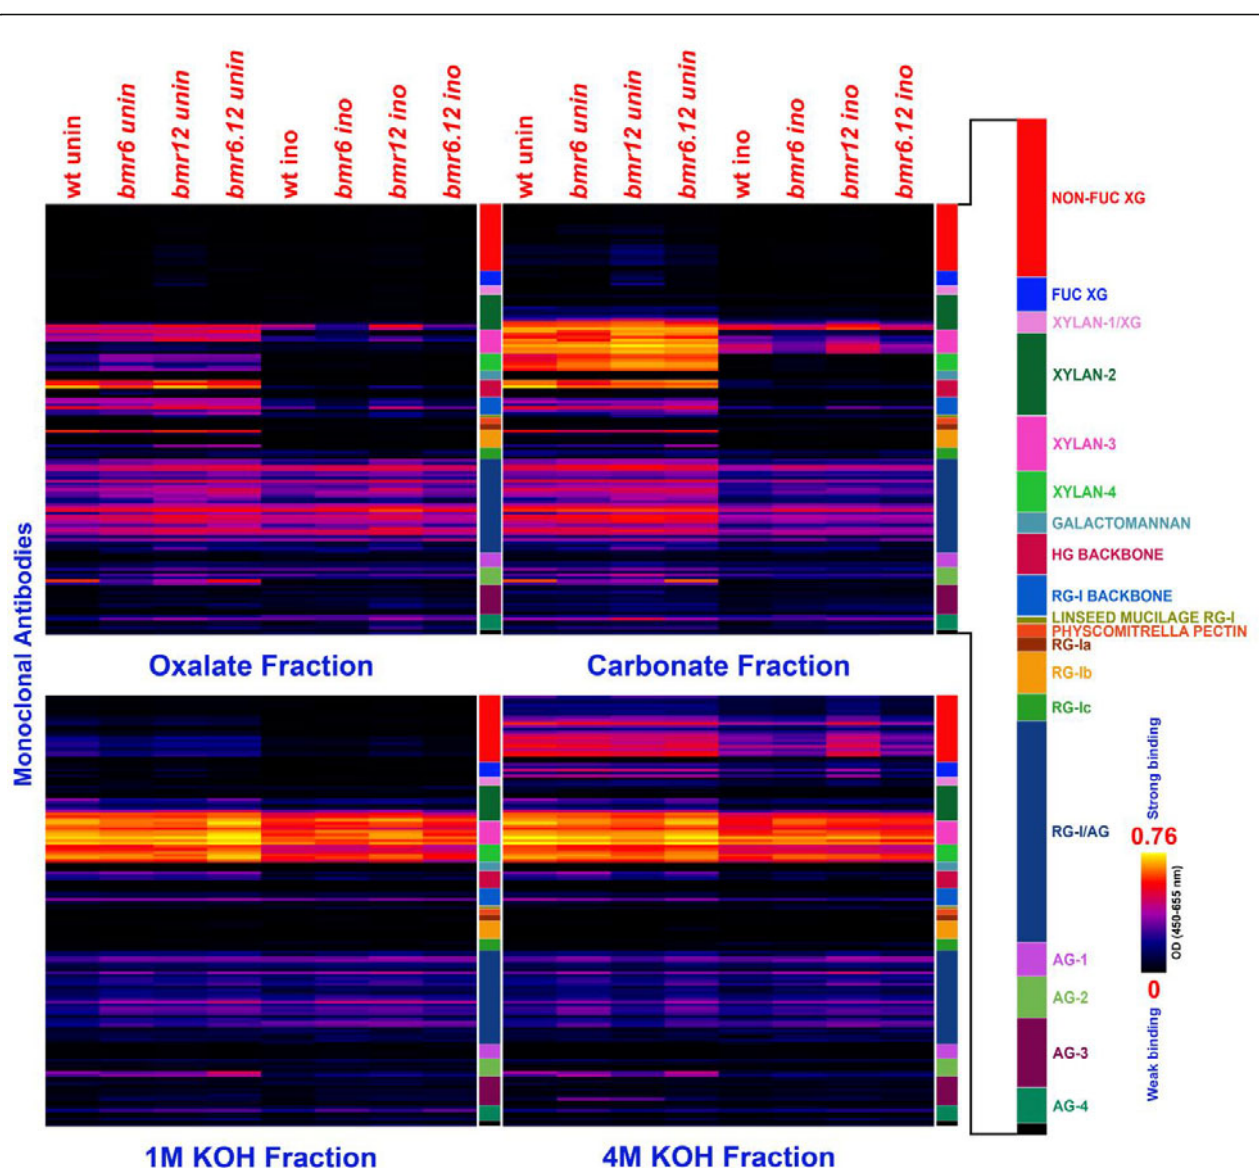 wt unin
bmr6 unin
bmr12 unin
bmr6.12 unin
wt ino
bmr6 ino
bmr12 ino
bmr6.12 ino
wt unin
bmr6 unin
bmr12 unin
bmr6.12 unin
wt ino
bmr6 ino
bmr12 ino
bmr6.12 ino
Monoclonal Antibodies
Oxalate Fraction
Carbonate Fraction
1M KOH Fraction
4M KOH Fraction
NON-FUC XG
FUC XG
XYLAN-1/XG
XYLAN-2
XYLAN-3
XYLAN-4
GALACTOMANNAN
HG BACKBONE
RG-I BACKBONE
LINSEED MUCILAGE RG-I
PHYSCOMITRELLA PECTIN
RG-Ia
RG-Ib
RG-Ic
RG-I/AG
AG-1
AG-2
AG-3
AG-4
Strong binding
0.76
OD (450-655 nm)
0
Weak binding